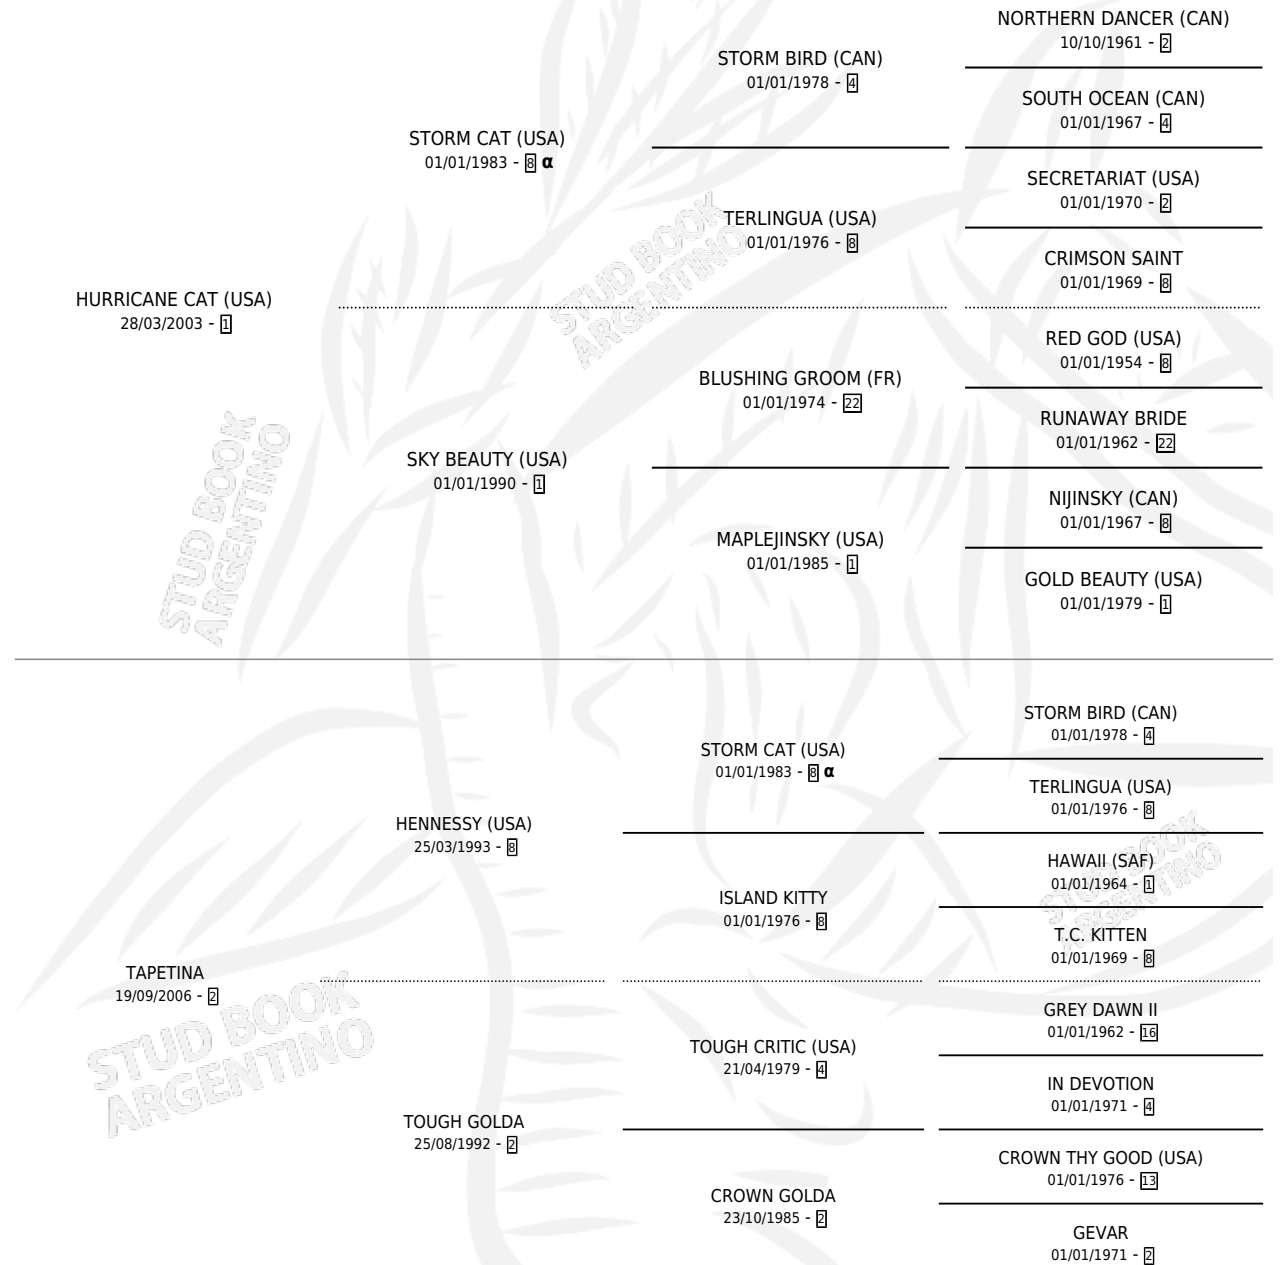 NORTHERN DANCER (CAN)
10/10/1961 - 2
STORM BIRD (CAN)
01/01/1978 - 4
SOUTH OCEAN (CAN)
01/01/1967 - 4
STORM CAT (USA)
01/01/1983 - 8 α
SECRETARIAT (USA)
01/01/1970 - 2
TERLINGUA (USA)
01/01/1976 - 8
CRIMSON SAINT
01/01/1969 - 8
HURRICANE CAT (USA)
28/03/2003 - 1
RED GOD (USA)
01/01/1954 - 8
BLUSHING GROOM (FR)
01/01/1974 - 22
RUNAWAY BRIDE
01/01/1962 - 22
SKY BEAUTY (USA)
01/01/1990 - 1
NIJINSKY (CAN)
01/01/1967 - 8
MAPLEJINSKY (USA)
01/01/1985 - 1
GOLD BEAUTY (USA)
01/01/1979 - 1
STORM BIRD (CAN)
01/01/1978 - 4
STORM CAT (USA)
01/01/1983 - 8 α
TERLINGUA (USA)
01/01/1976 - 8
HENNESSY (USA)
25/03/1993 - 8
HAWAII (SAF)
01/01/1964 - 1
ISLAND KITTY
01/01/1976 - 8
T.C. KITTEN
01/01/1969 - 8
TAPETINA
19/09/2006 - 2
GREY DAWN II
01/01/1962 - 16
TOUGH CRITIC (USA)
21/04/1979 - 4
IN DEVOTION
01/01/1971 - 4
TOUGH GOLDA
25/08/1992 - 2
CROWN THY GOOD (USA)
01/01/1976 - 13
CROWN GOLDA
23/10/1985 - 2
GEVAR
01/01/1971 - 2
STUD BOOK
ARGENTINO
STUD BOOK
ARGENTINO
STUD BOOK
ARGENTINO
STUD BOOK
ARGENTINO